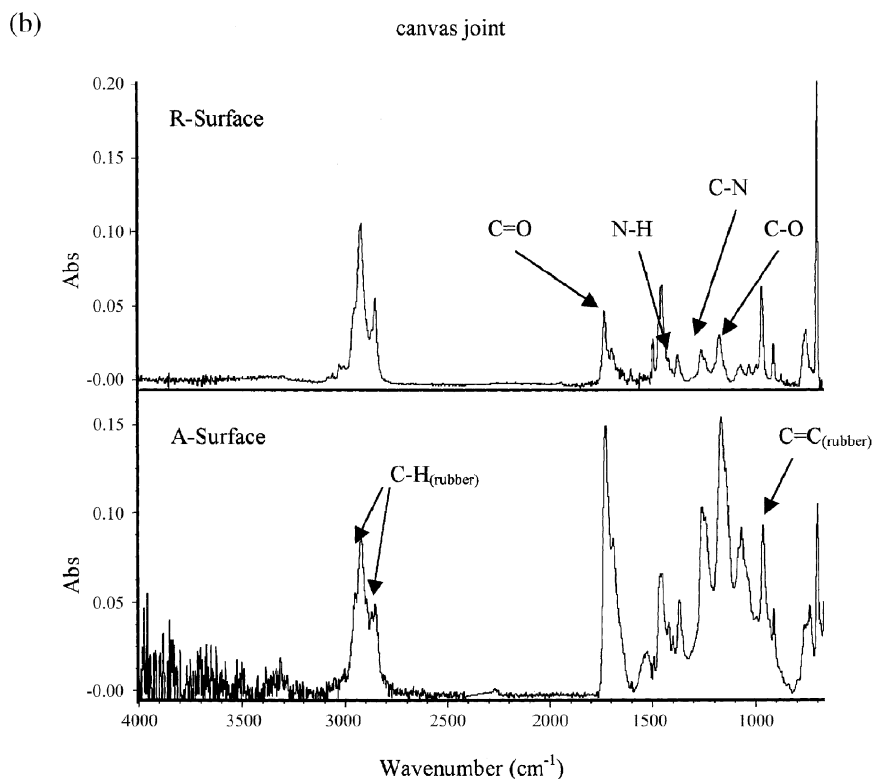 (b)
canvas joint
0.20
R-Surface
0.15
C-N
C=O
N-H
C-O
0.10
Abs
0.05
-0.00
A-Surface
0.15
C=C(rubber)
C-H(rubber)
0.10
Abs
0.05
-0.00
4000 3500 3000 2500 2000 1500 1000
Wavenumber (cm⁻¹)